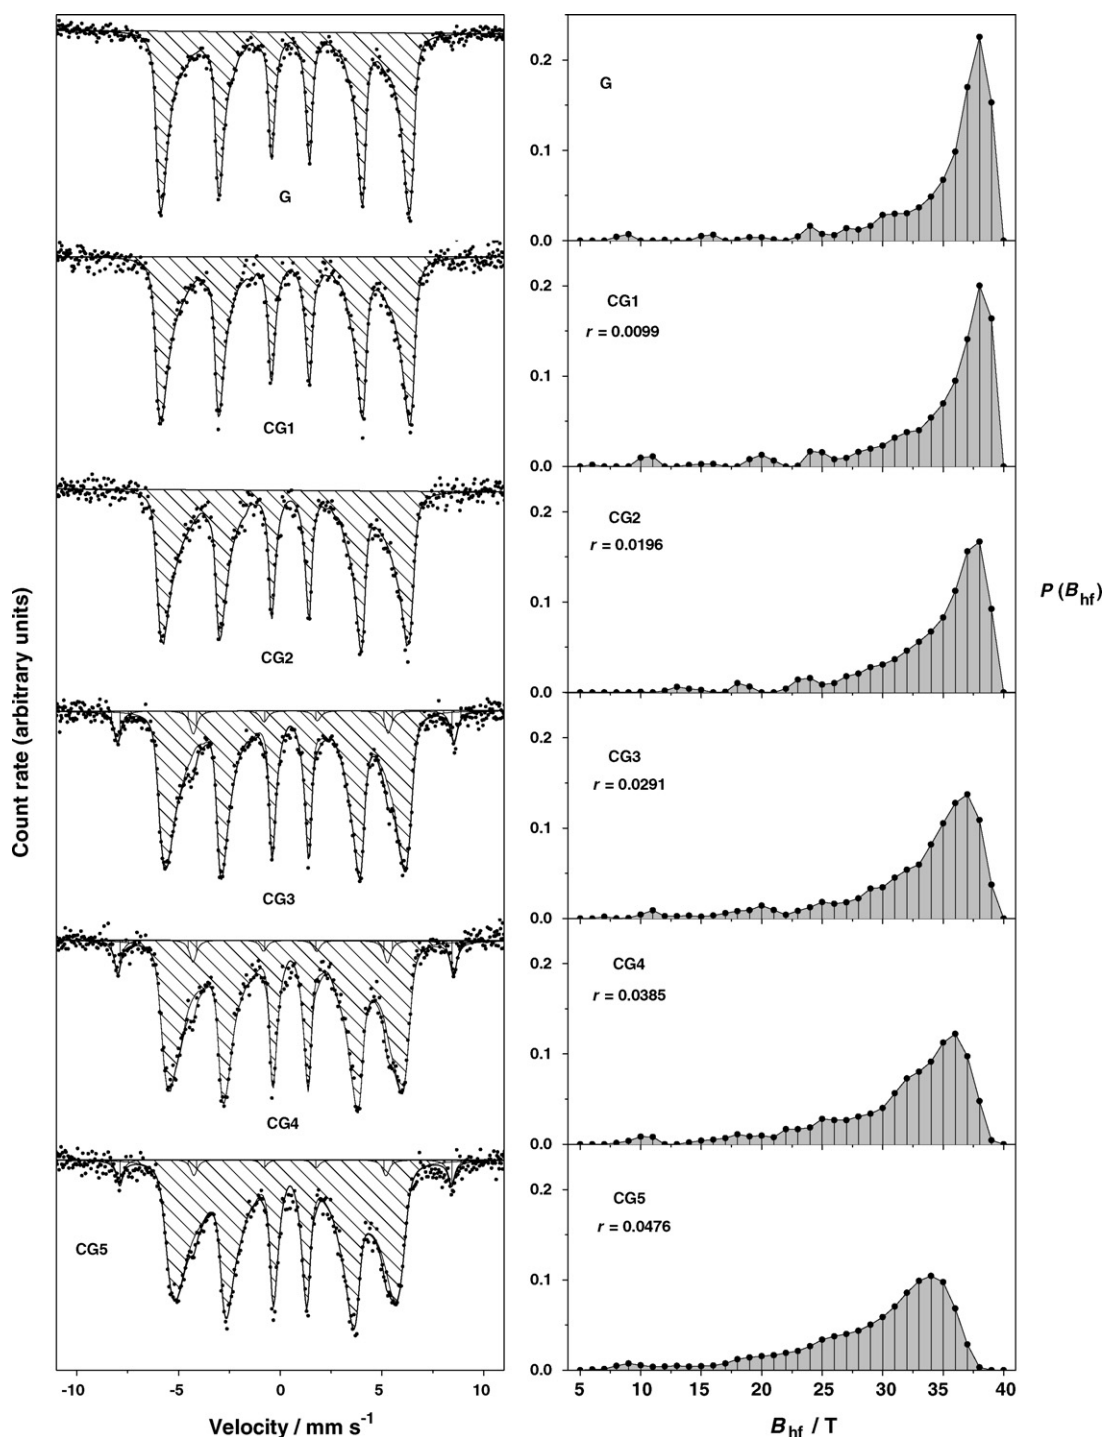 G
CG1
CG2
CG3
CG4
CG5
Count rate (arbitrary units)
-10 -5 0 5 10
Velocity / mm s⁻¹
G
0.2
0.1
0.0
CG1
r = 0.0099
0.2
0.1
0.0
CG2
r = 0.0196
0.2
0.1
0.0
CG3
r = 0.0291
0.2
0.1
0.0
CG4
r = 0.0385
0.2
0.1
0.0
CG5
r = 0.0476
0.2
0.1
0.0
5 10 15 20 25 30 35 40
B_hf / T
P (B_hf)